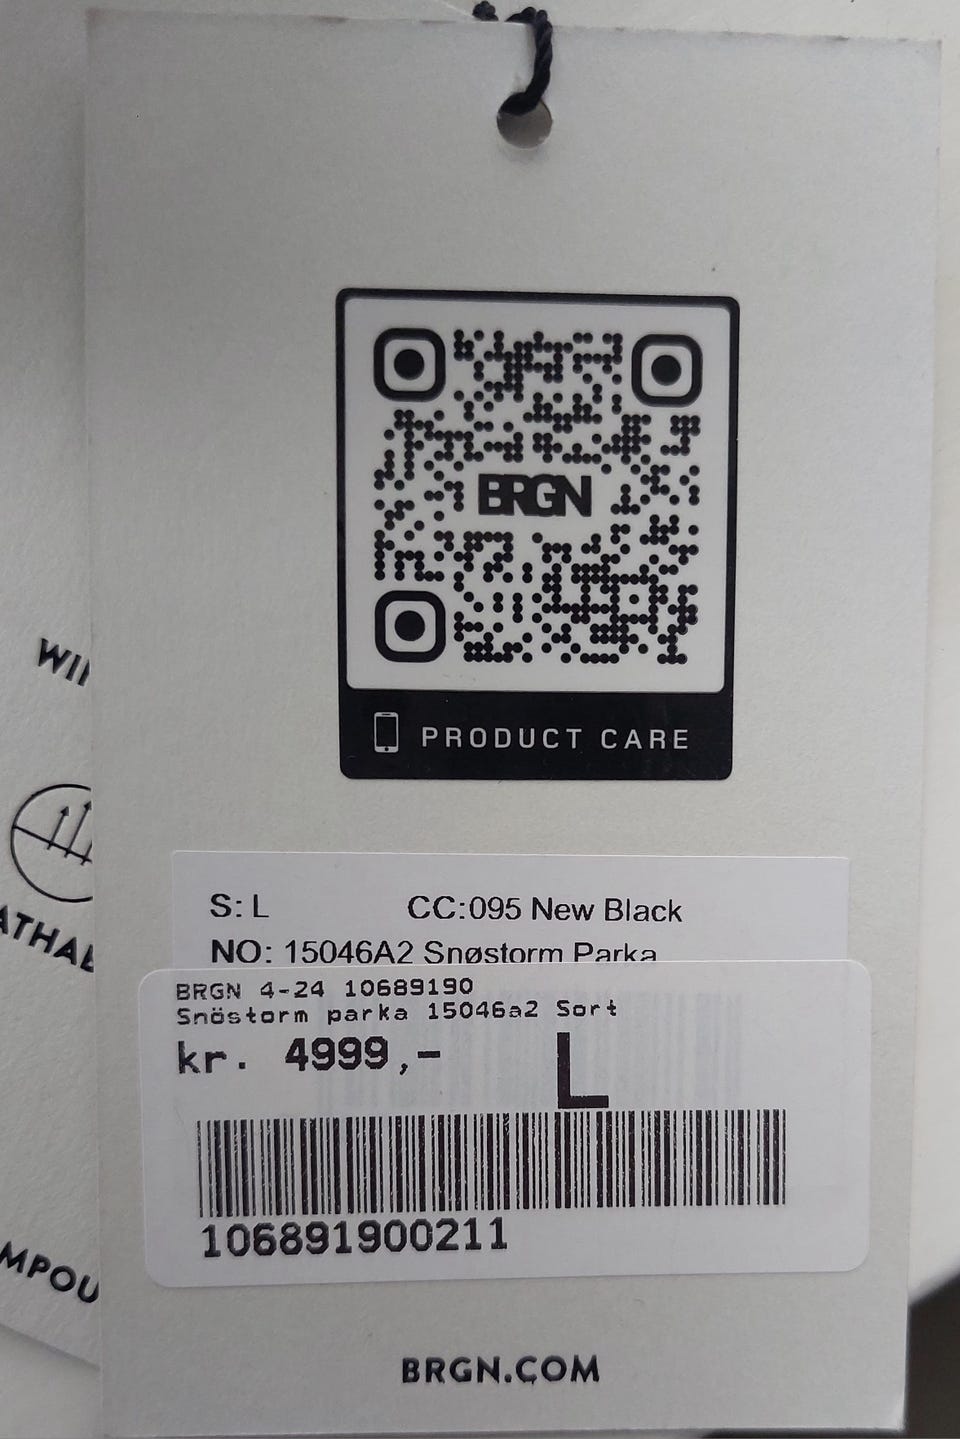 BRGN
PRODUCT CARE
S: L CC:095 New Black
NO: 15046A2 Snøstorm Parka
BRGN 4-24 10689190
Snöstorm parka 15046a2 Sort
kr. 4999,- L
106891900211
BRGN.COM